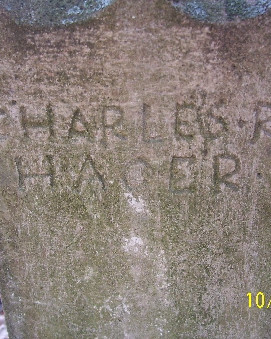 CHARLES · R
HAGER ·
10/